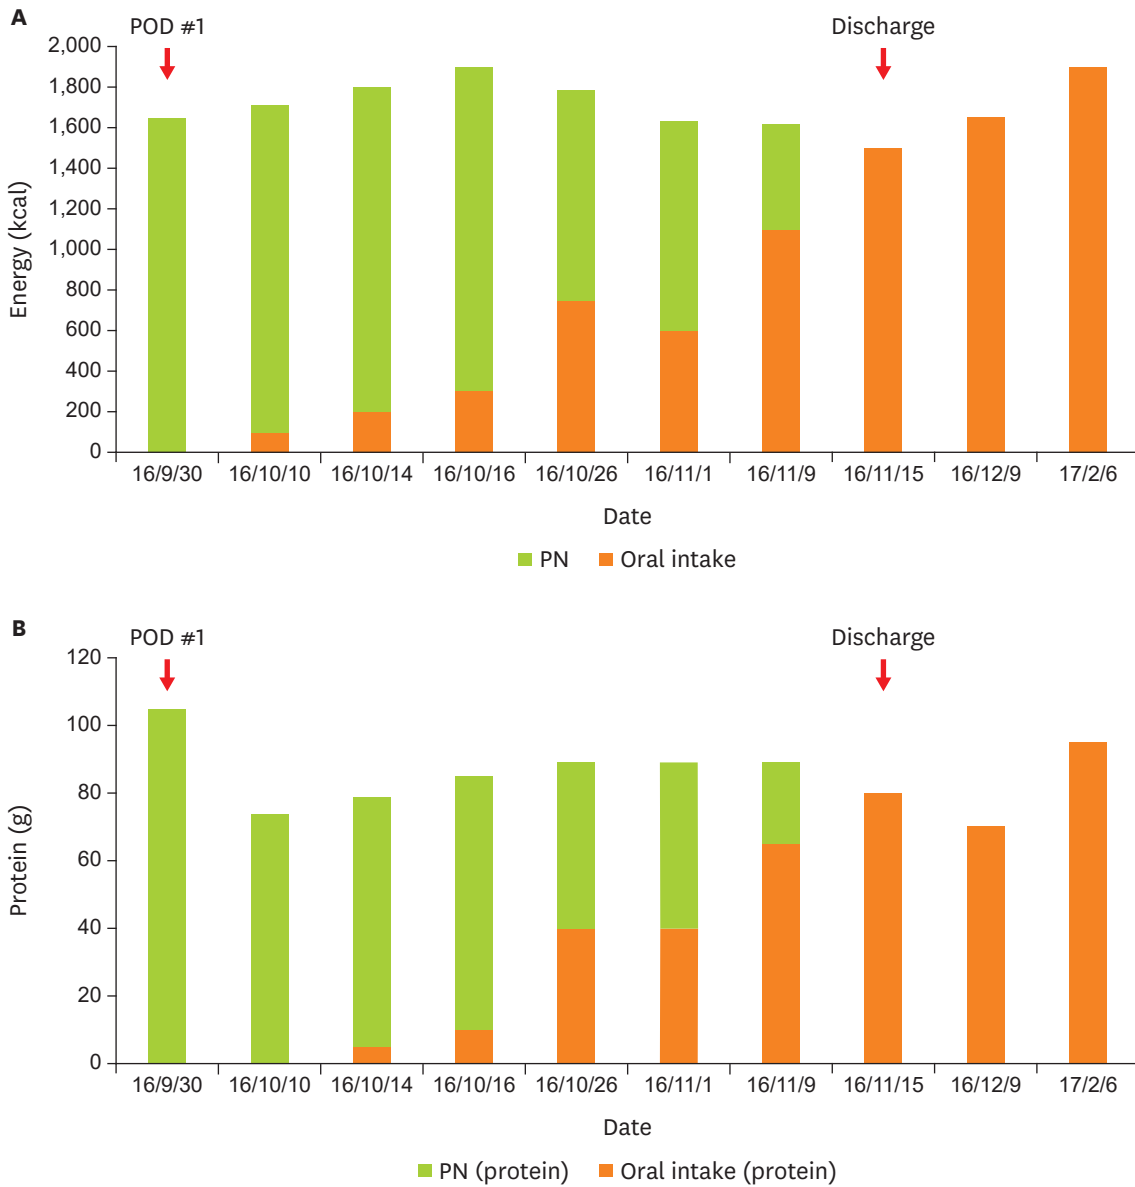 A
POD #1 Discharge
2,000
1,800
1,600
1,400
1,200
1,000
800
600
400
200
0
Energy (kcal)
16/9/30 16/10/10 16/10/14 16/10/16 16/10/26 16/11/1 16/11/9 16/11/15 16/12/9 17/2/6
Date
PN Oral intake
B
POD #1 Discharge
120
100
80
60
40
20
0
Protein (g)
16/9/30 16/10/10 16/10/14 16/10/16 16/10/26 16/11/1 16/11/9 16/11/15 16/12/9 17/2/6
Date
PN (protein) Oral intake (protein)